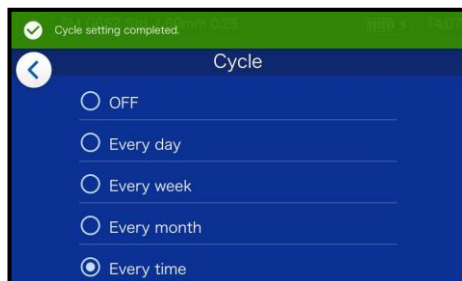 Cycle setting completed.
Cycle
OFF
Every day
Every week
Every month
Every time